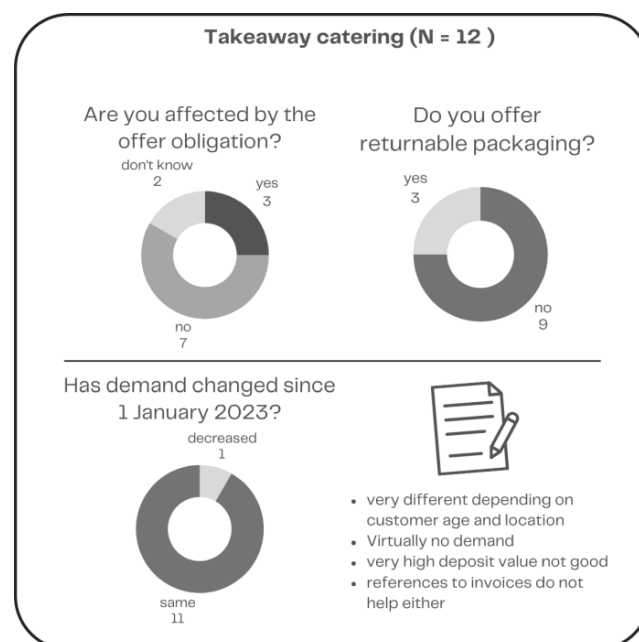 Takeaway catering (N = 12 )
Are you affected by the
offer obligation?
don't know
2
yes
3
no
7
Do you offer
returnable packaging?
yes
3
no
9
Has demand changed since
1 January 2023?
decreased
1
same
11
• very different depending on
customer age and location
• Virtually no demand
• very high deposit value not good
• references to invoices do not
help either